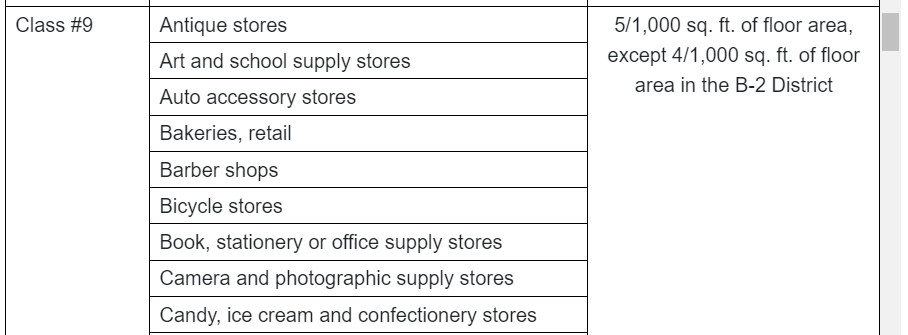 Class #9
Antique stores
Art and school supply stores
Auto accessory stores
Bakeries, retail
Barber shops
Bicycle stores
Book, stationery or office supply stores
Camera and photographic supply stores
Candy, ice cream and confectionery stores
5/1,000 sq. ft. of floor area,
except 4/1,000 sq. ft. of floor
area in the B-2 District